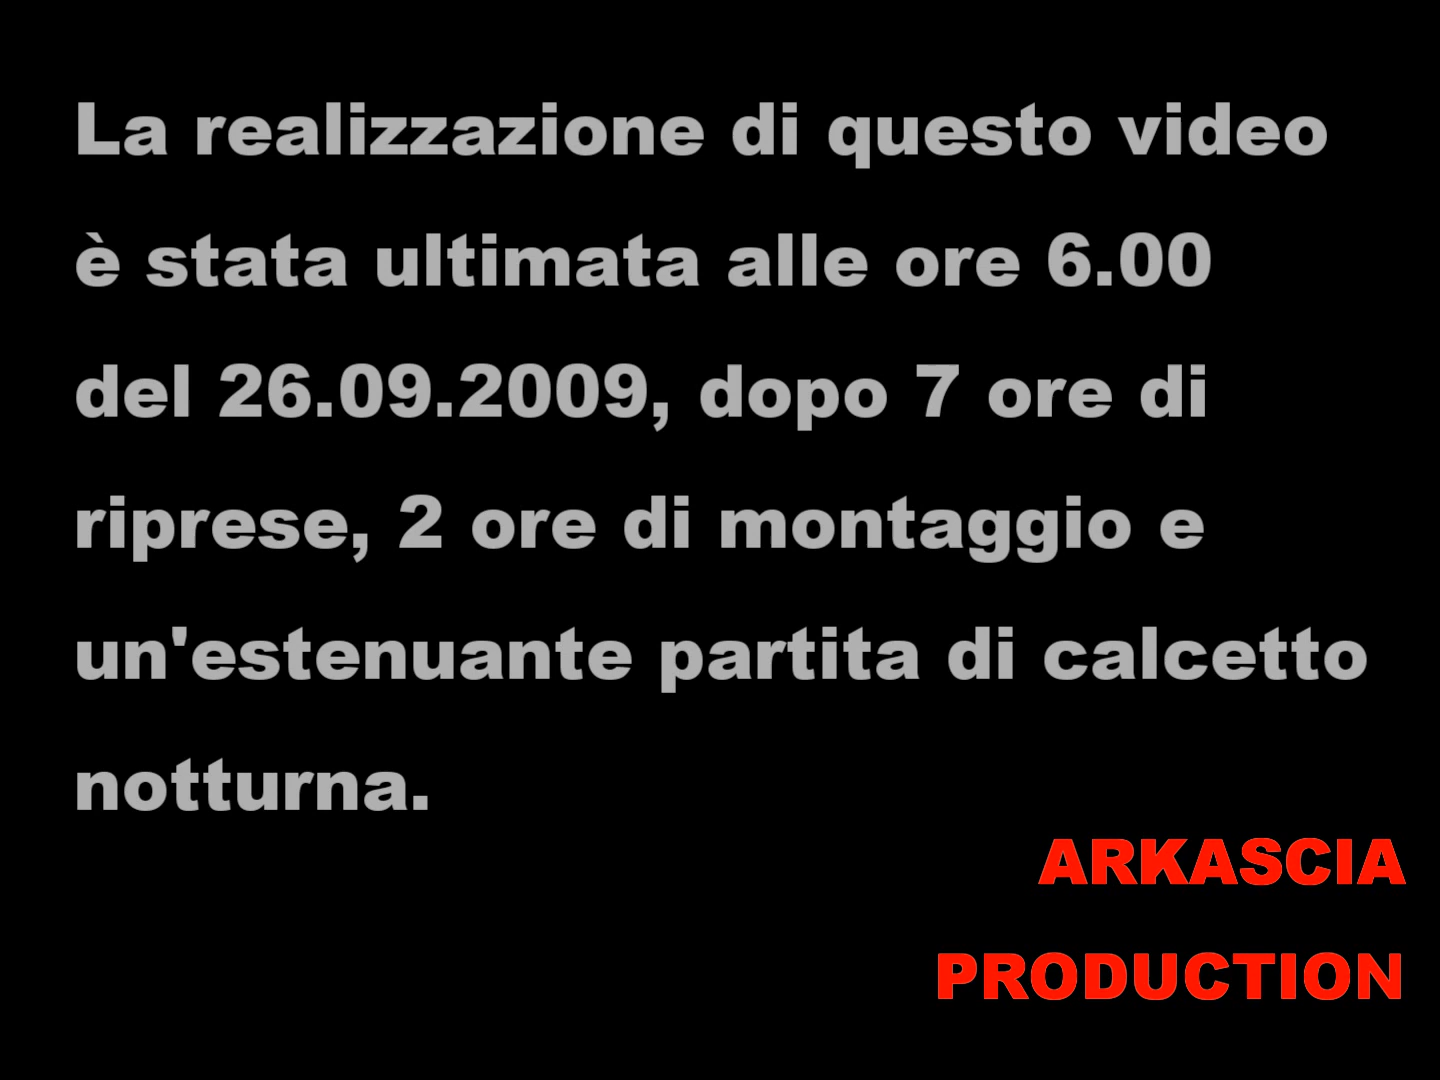 La realizzazione di questo video
è stata ultimata alle ore 6.00
del 26.09.2009, dopo 7 ore di
riprese, 2 ore di montaggio e
un'estenuante partita di calcetto
notturna.
ARKASCIA
PRODUCTION